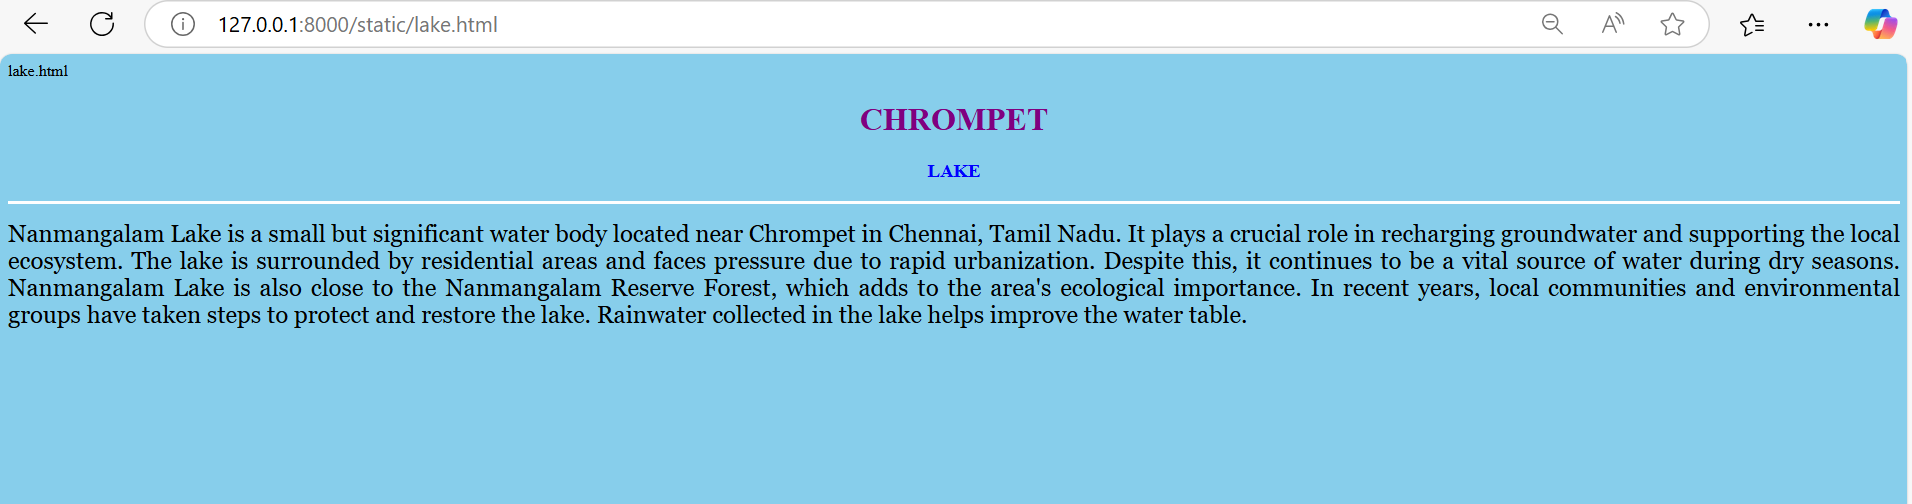 127.0.0.1:8000/static/lake.html
lake.html
CHROMPET
LAKE
Nanmangalam Lake is a small but significant water body located near Chrompet in Chennai, Tamil Nadu. It plays a crucial role in recharging groundwater and supporting the local
ecosystem. The lake is surrounded by residential areas and faces pressure due to rapid urbanization. Despite this, it continues to be a vital source of water during dry seasons.
Nanmangalam Lake is also close to the Nanmangalam Reserve Forest, which adds to the area's ecological importance. In recent years, local communities and environmental
groups have taken steps to protect and restore the lake. Rainwater collected in the lake helps improve the water table.